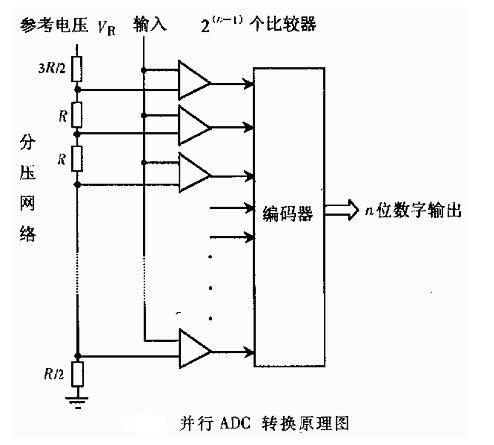 参考电压 V_R 输入 2^(n-1) 个比较器
3R/2
R
R
分压网络
编码器
n位数字输出
R/2
并行 ADC 转换原理图